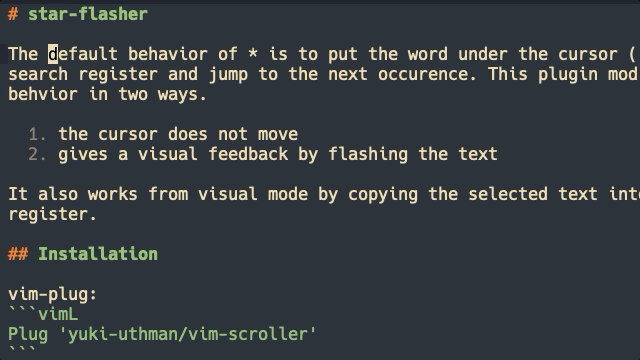 # star-flasher
The default behavior of * is to put the word under the cursor (
search register and jump to the next occurence. This plugin mod
behvior in two ways.
1. the cursor does not move
2. gives a visual feedback by flashing the text
It also works from visual mode by copying the selected text int
register.
## Installation
vim-plug:
```vimL
Plug 'yuki-uthman/vim-scroller'
```